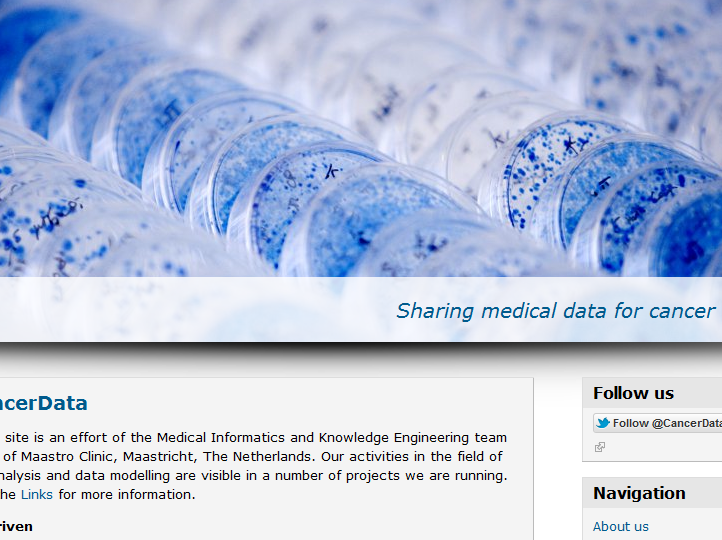 Sharing medical data for cancer
ncerData
site is an effort of the Medical Informatics and Knowledge Engineering team
of Maastro Clinic, Maastricht, The Netherlands. Our activities in the field of
nalysis and data modelling are visible in a number of projects we are running.
he Links for more information.
riven
Follow us
Follow @CancerData
Navigation
About us